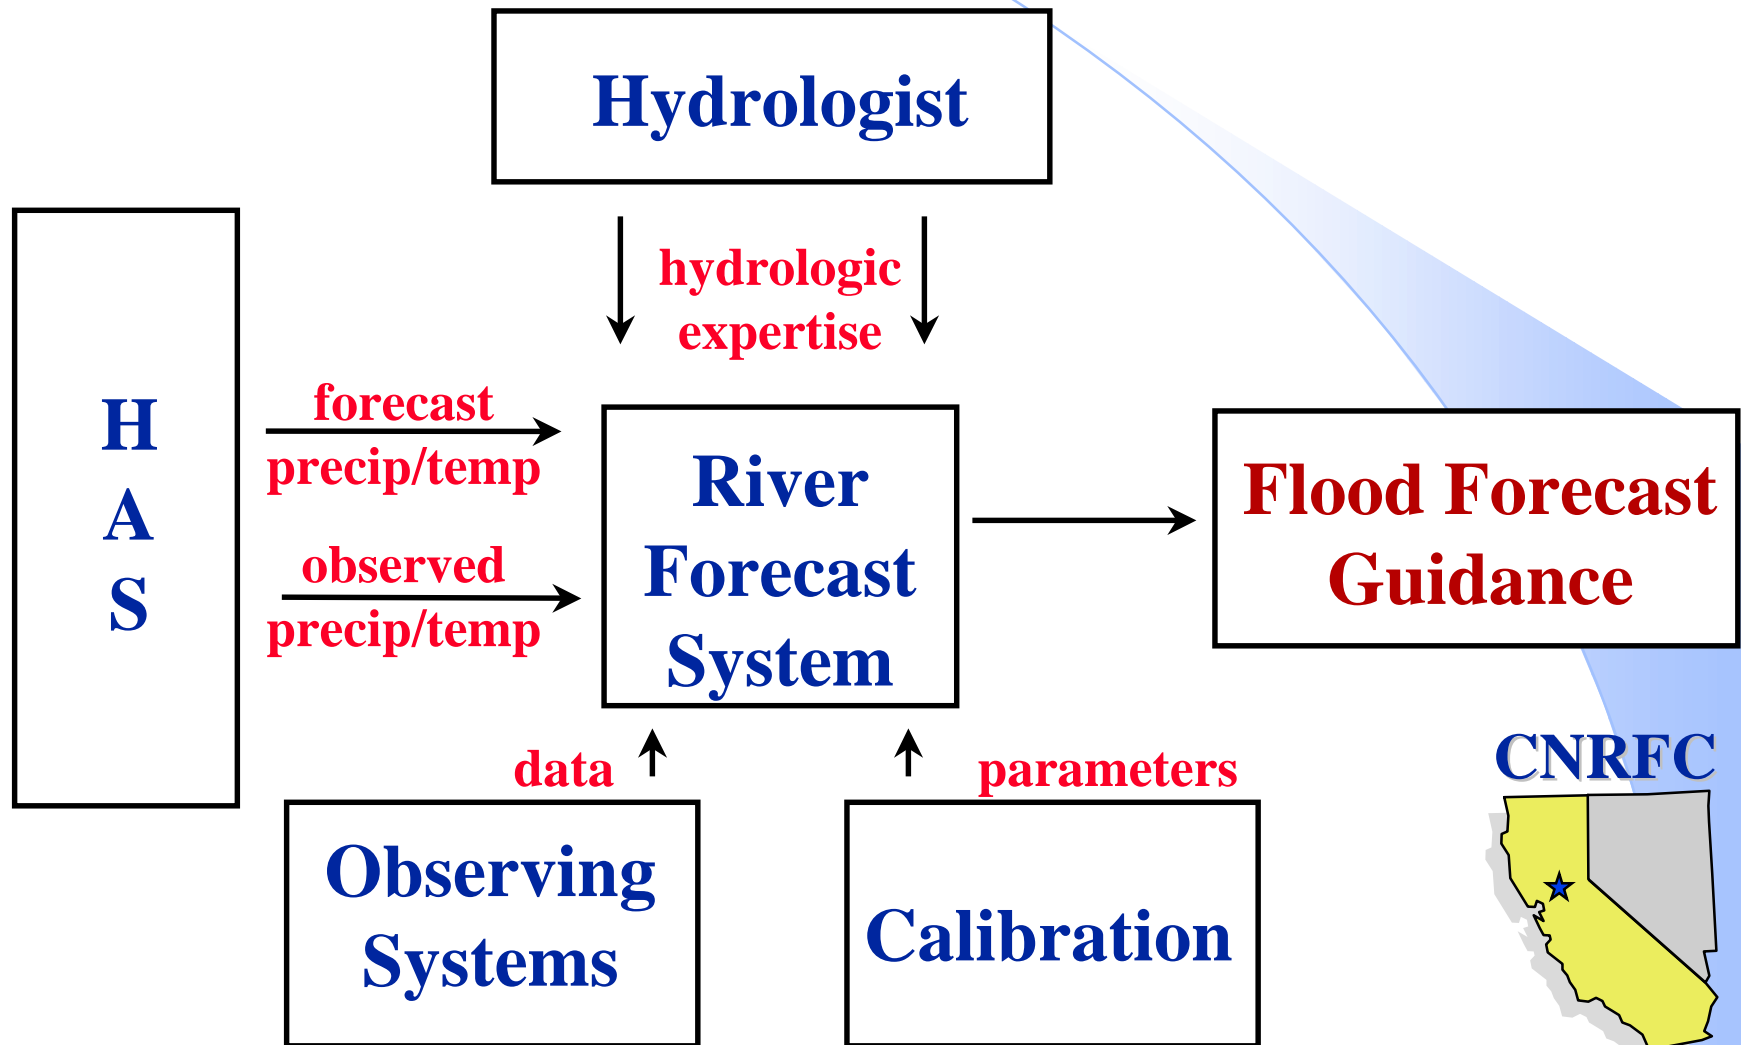 Hydrologist
hydrologic
expertise
H
A
S
forecast
precip/temp
observed
precip/temp
River
Forecast
System
Flood Forecast
Guidance
data
parameters
Observing
Systems
Calibration
CNRFC